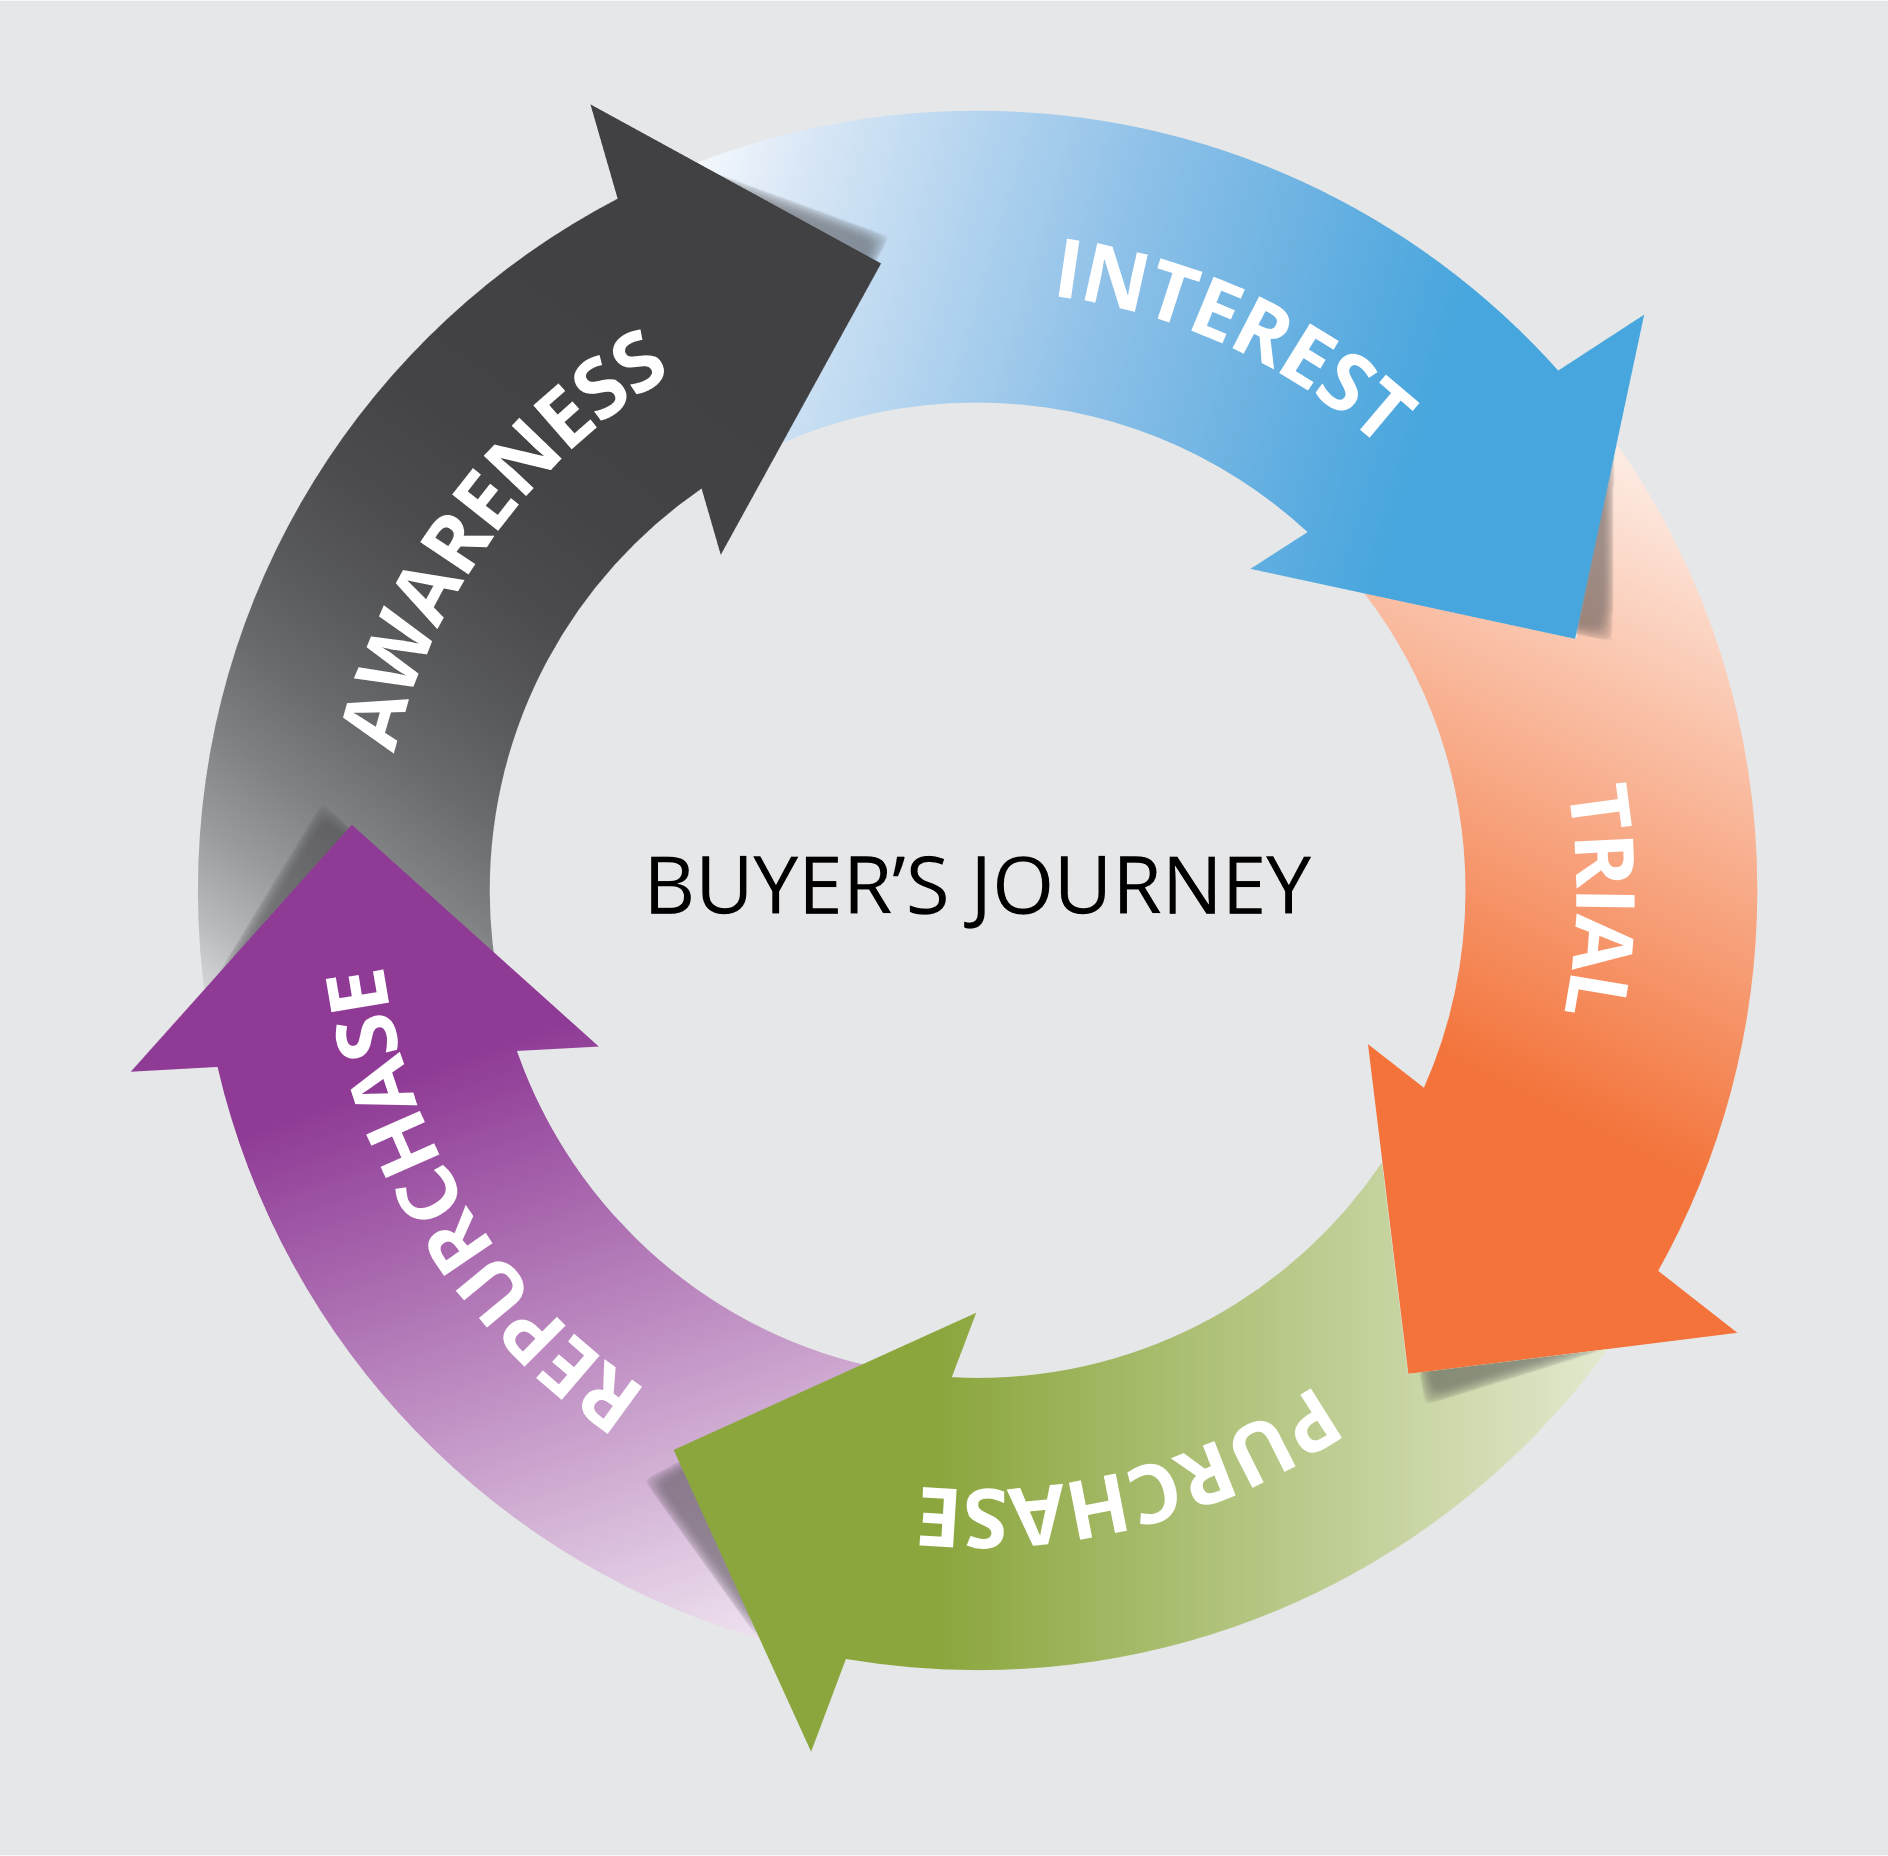 AWARENESS
INTEREST
TRIAL
PURCHASE
REPURCHASE
BUYER’S JOURNEY